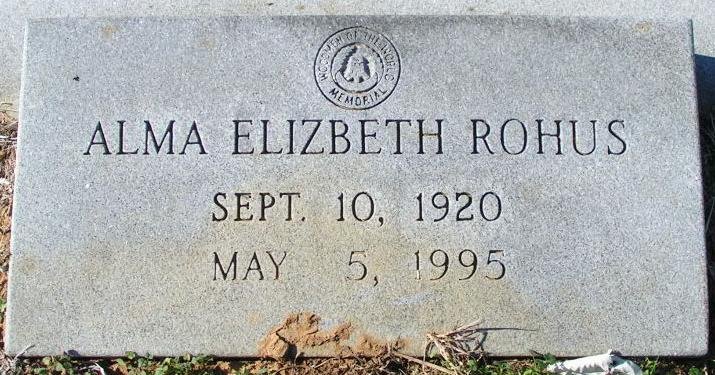 WOODMEN OF THE WORLD
MEMORIAL
ALMA ELIZBETH ROHUS
SEPT. 10, 1920
MAY 5, 1995